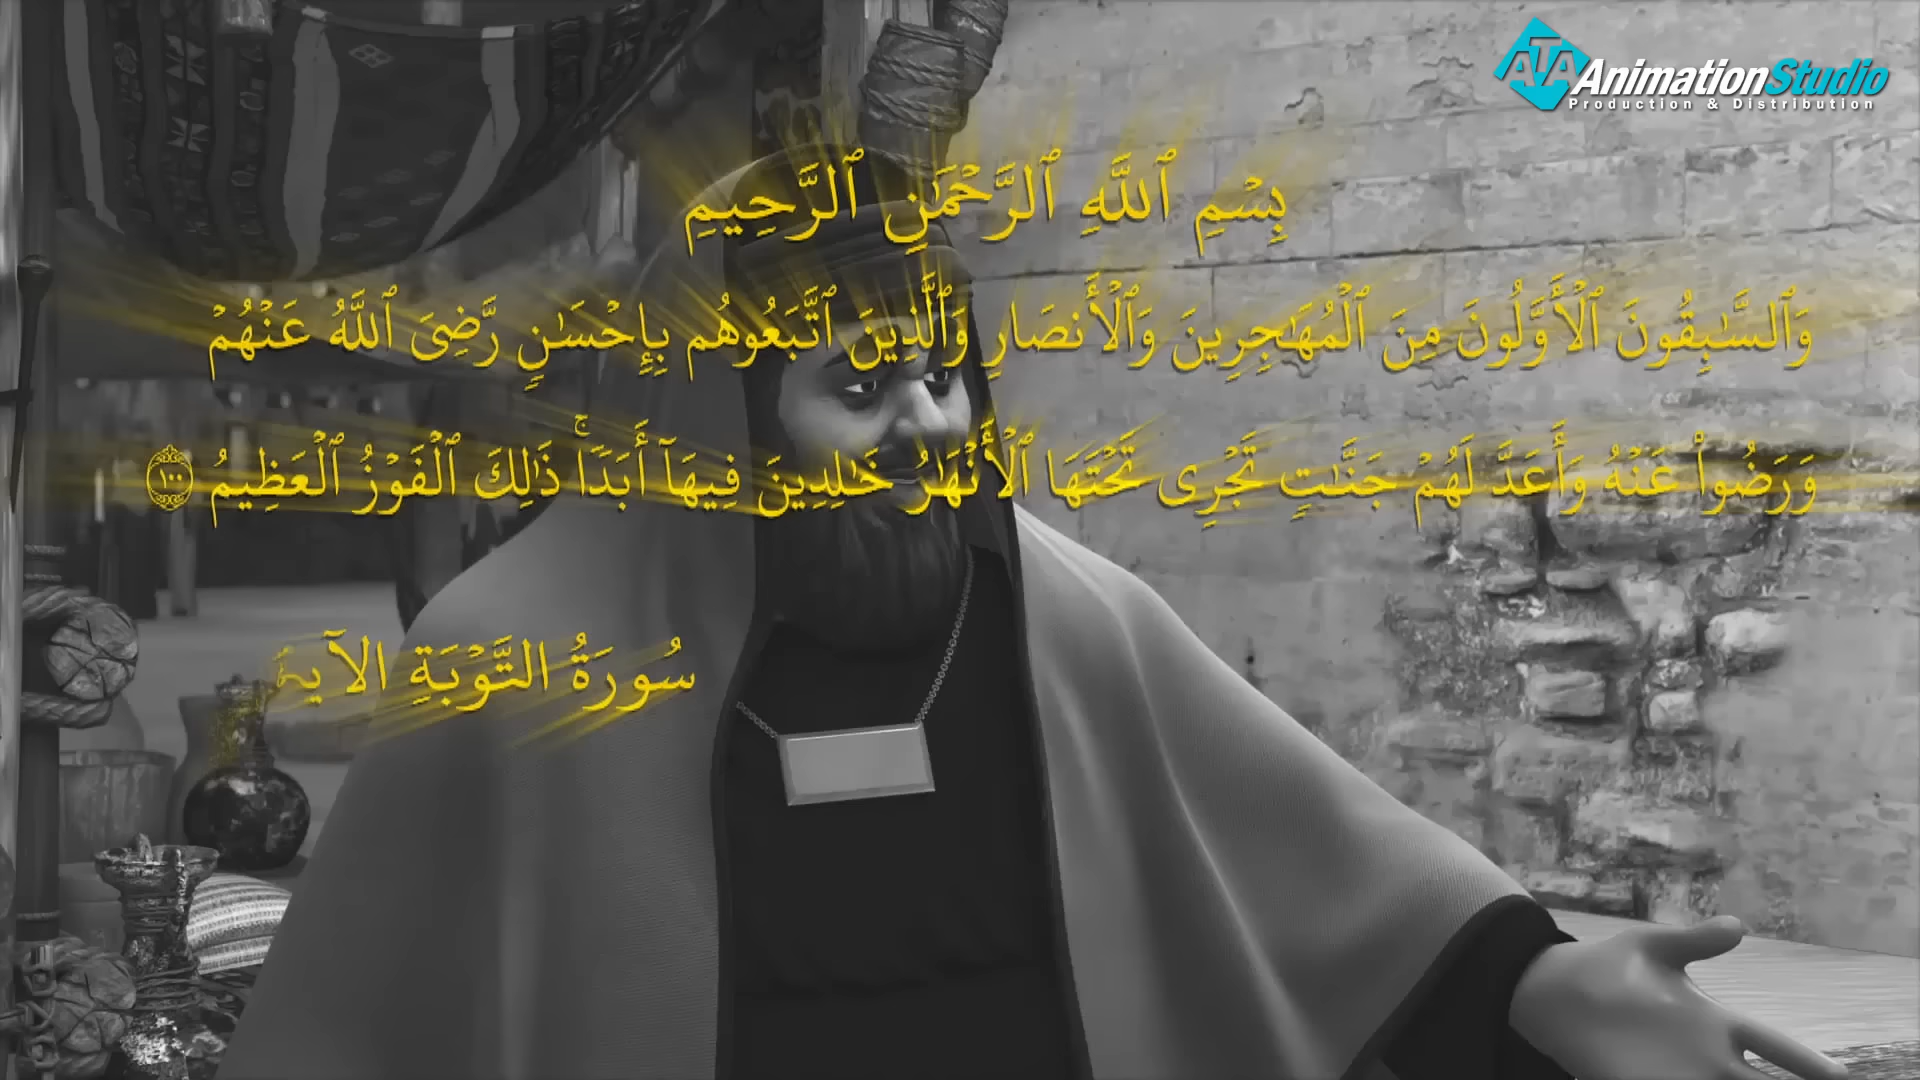 ATA AnimationStudio
Production & Distribution
بِسْمِ ٱللَّهِ ٱلرَّحْمَٰنِ ٱلرَّحِيمِ
وَٱلسَّٰبِقُونَ ٱلْأَوَّلُونَ مِنَ ٱلْمُهَٰجِرِينَ وَٱلْأَنصَارِ وَٱلَّذِينَ ٱتَّبَعُوهُم بِإِحْسَٰنٍ رَّضِىَ ٱللَّهُ عَنْهُمْ
وَرَضُوا۟ عَنْهُ وَأَعَدَّ لَهُمْ جَنَّٰتٍ تَجْرِى تَحْتَهَا ٱلْأَنْهَٰرُ خَٰلِدِينَ فِيهَآ أَبَدًا ۚ ذَٰلِكَ ٱلْفَوْزُ ٱلْعَظِيمُ ١٠٠
سُورَةُ التَّوْبَةِ